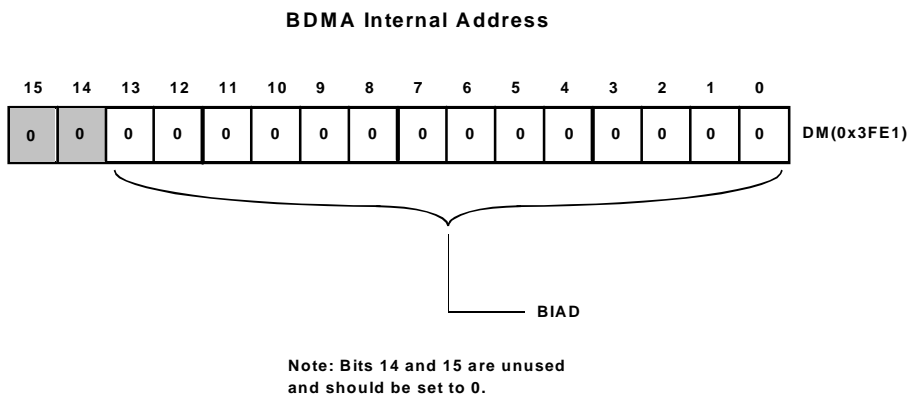 BDMA Internal Address
15 14 13 12 11 10 9 8 7 6 5 4 3 2 1 0
0 0 0 0 0 0 0 0 0 0 0 0 0 0 0 0 DM(0x3FE1)
BIAD
Note: Bits 14 and 15 are unused
and should be set to 0.